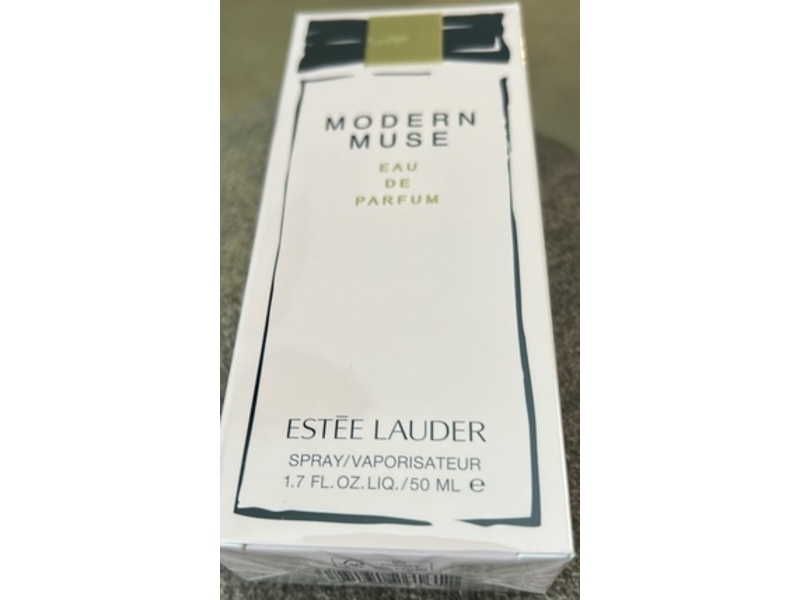 MODERN
MUSE
EAU
DE
PARFUM
ESTĒE LAUDER
SPRAY/VAPORISATEUR
1.7 FL.OZ.LIQ./50 ML ℮